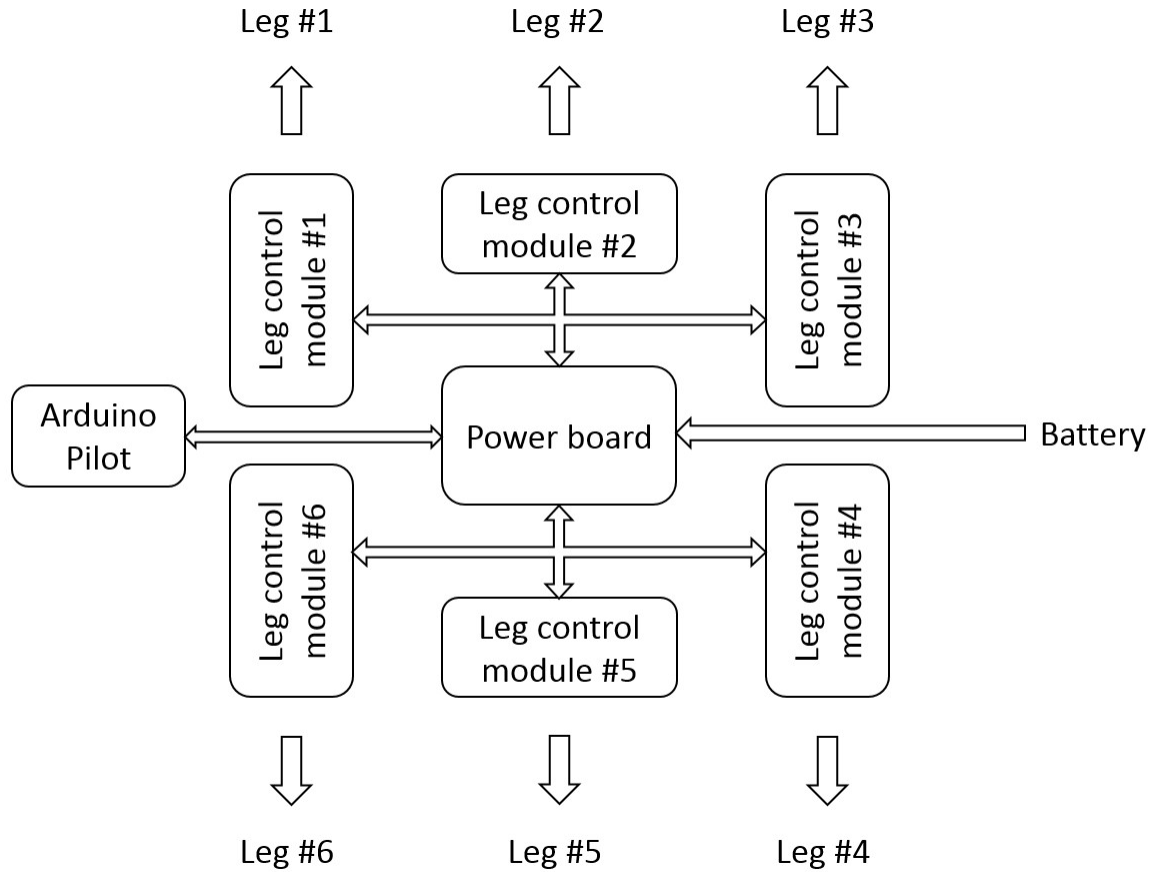 Leg #1
Leg #2
Leg #3
Leg control
module #1
Leg control
module #2
Leg control
module #3
Arduino
Pilot
Power board
Battery
Leg control
module #6
Leg control
module #5
Leg control
module #4
Leg #6
Leg #5
Leg #4